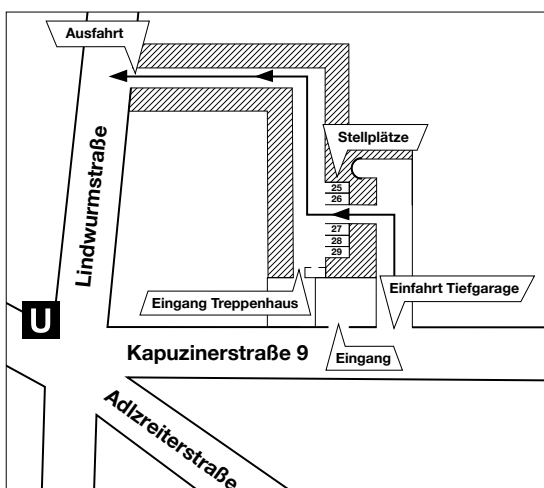 Ausfahrt
Lindwurmstraße
Stellplätze
25
26
27
28
29
Eingang Treppenhaus
Einfahrt Tiefgarage
U
Kapuzinerstraße 9
Eingang
Adlzreiterstraße